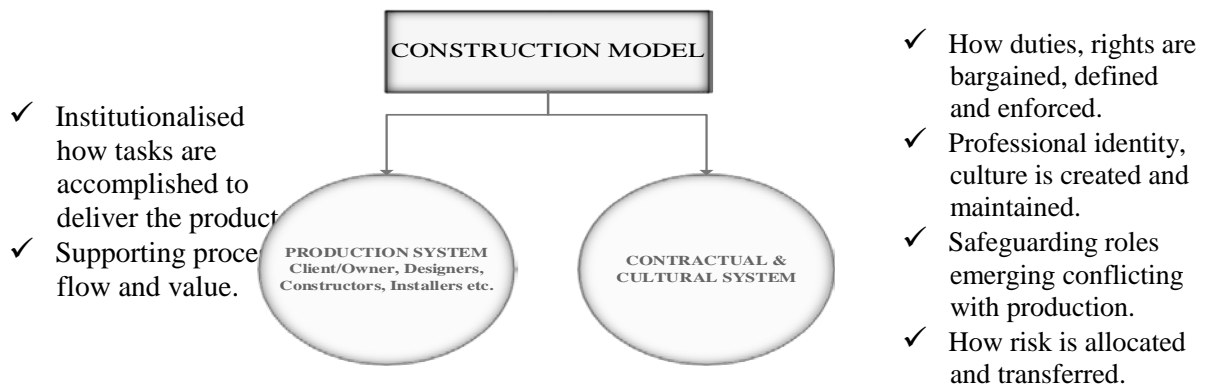 CONSTRUCTION MODEL
✓ Institutionalised
how tasks are
accomplished to
deliver the product
✓ Supporting
flow and value.
PRODUCTION SYSTEM
Client/Owner, Designers,
Constructors, Installers etc.
CONTRACTUAL &
CULTURAL SYSTEM
✓ How duties, rights are
bargained, defined
and enforced.
✓ Professional identity,
culture is created and
maintained.
✓ Safeguarding roles
emerging conflicting
with production.
✓ How risk is allocated
and transferred.